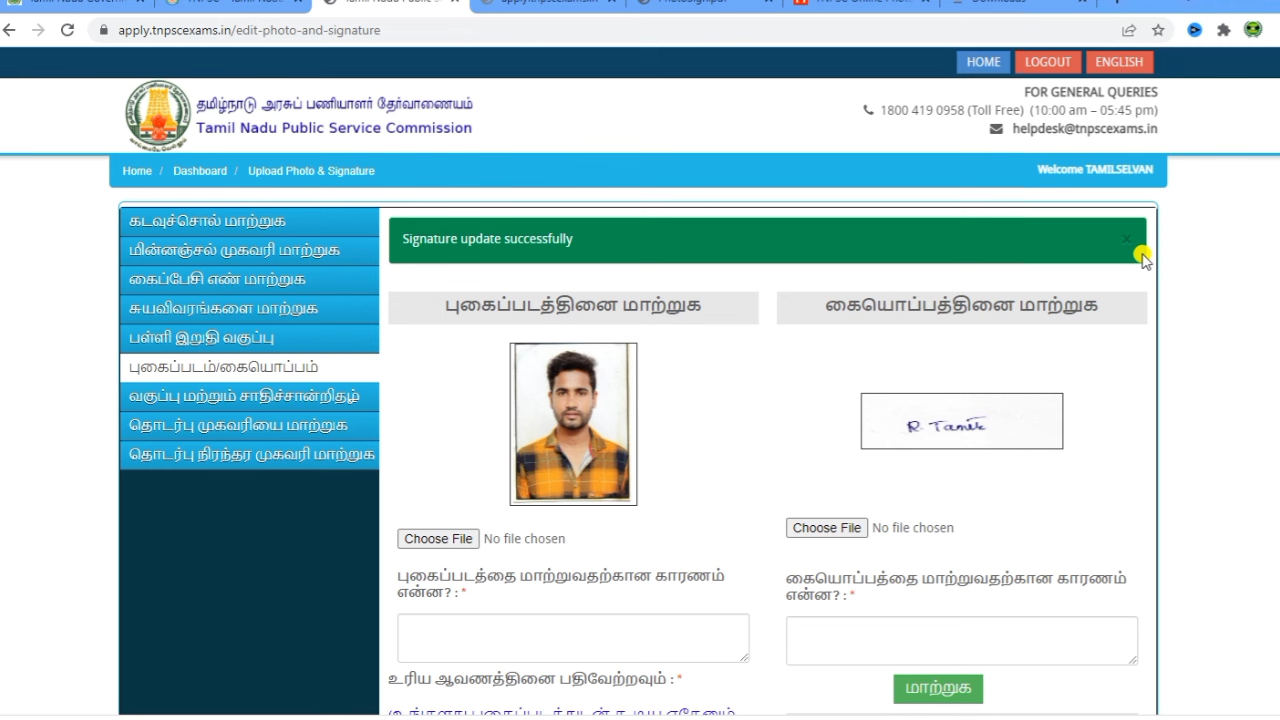 apply.tnpscexams.in/edit-photo-and-signature
HOME LOGOUT ENGLISH
தமிழ்நாடு அரசுப் பணியாளர் தேர்வாணையம்
Tamil Nadu Public Service Commission
FOR GENERAL QUERIES
1800 419 0958 (Toll Free) (10:00 am – 05:45 pm)
helpdesk@tnpscexams.in
Home / Dashboard / Upload Photo & Signature
Welcome TAMILSELVAN
கடவுச்சொல் மாற்றுக
மின்னஞ்சல் முகவரி மாற்றுக
கைப்பேசி எண் மாற்றுக
சுயவிவரங்களை மாற்றுக
பள்ளி இறுதி வகுப்பு
புகைப்படம்/கையொப்பம்
வகுப்பு மற்றும் சாதிச்சான்றிதழ்
தொடர்பு முகவரியை மாற்றுக
தொடர்பு நிரந்தர முகவரி மாற்றுக
Signature update successfully
புகைப்படத்தினை மாற்றுக
Choose File No file chosen
புகைப்படத்தை மாற்றுவதற்கான காரணம்
என்ன? : *
உரிய ஆவணத்தினை பதிவேற்றவும் : *
கையொப்பத்தினை மாற்றுக
Choose File No file chosen
கையொப்பத்தை மாற்றுவதற்கான காரணம்
என்ன? : *
மாற்றுக